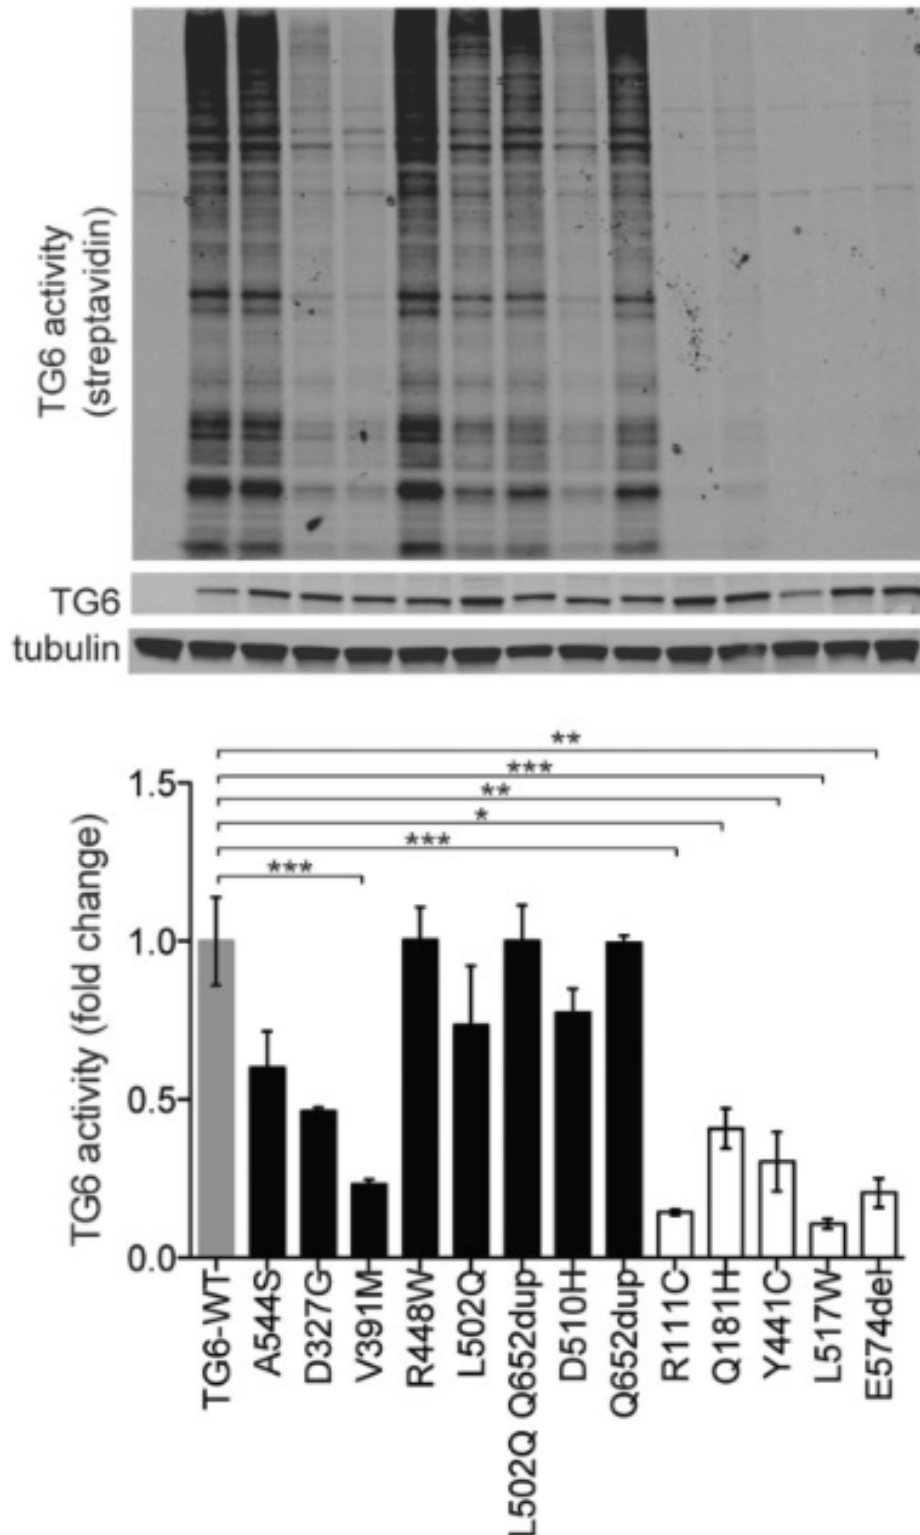 TG6 activity
(streptavidin)
TG6
tubulin
**
***
**
*
***
***
TG6 activity (fold change)
1.5
1.0
0.5
0.0
TG6-WT
A544S
D327G
V391M
R448W
L502Q
L502Q Q652dup
D510H
Q652dup
R111C
Q181H
Y441C
L517W
E574del